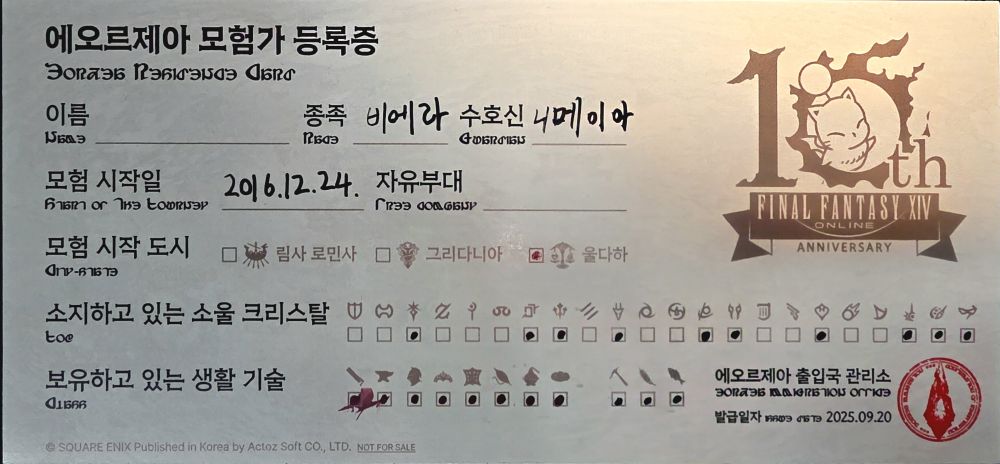 에오르제아 모험가 등록증
이름
종족 비에라
수호신 니메이아
모험 시작일 2016.12.24.
자유부대
모험 시작 도시
림사 로민사
그리다니아
울다하
소지하고 있는 소울 크리스탈
보유하고 있는 생활 기술
10th
FINAL FANTASY XIV
ONLINE
ANNIVERSARY
에오르제아 출입국 관리소
발급일자 2025.09.20
© SQUARE ENIX Published in Korea by Actoz Soft CO., LTD. NOT FOR SALE